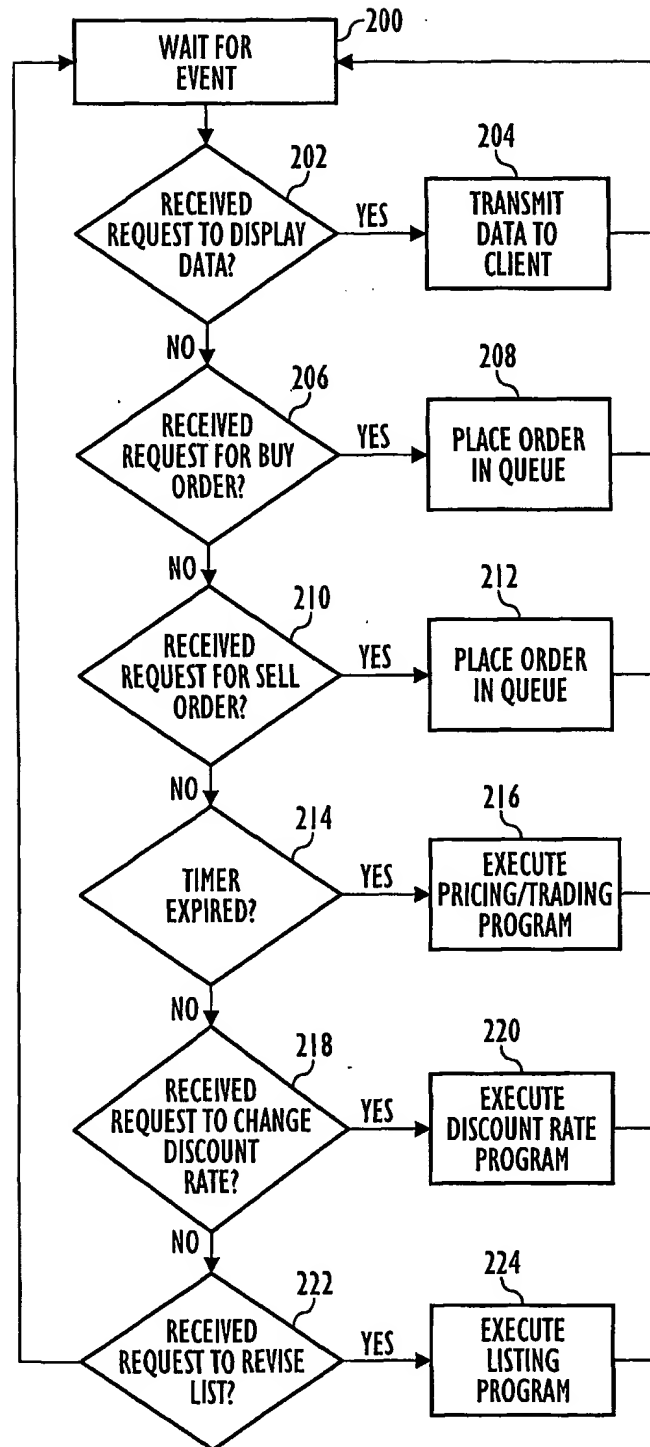 200
WAIT FOR
EVENT
202
RECEIVED
REQUEST TO DISPLAY
DATA?
YES
204
TRANSMIT
DATA TO
CLIENT
NO
206
RECEIVED
REQUEST FOR BUY
ORDER?
YES
208
PLACE ORDER
IN QUEUE
NO
210
RECEIVED
REQUEST FOR SELL
ORDER?
YES
212
PLACE ORDER
IN QUEUE
NO
214
TIMER
EXPIRED?
YES
216
EXECUTE
PRICING/TRADING
PROGRAM
NO
218
RECEIVED
REQUEST TO CHANGE
DISCOUNT
RATE?
YES
220
EXECUTE
DISCOUNT RATE
PROGRAM
NO
222
RECEIVED
REQUEST TO REVISE
LIST?
YES
224
EXECUTE
LISTING
PROGRAM